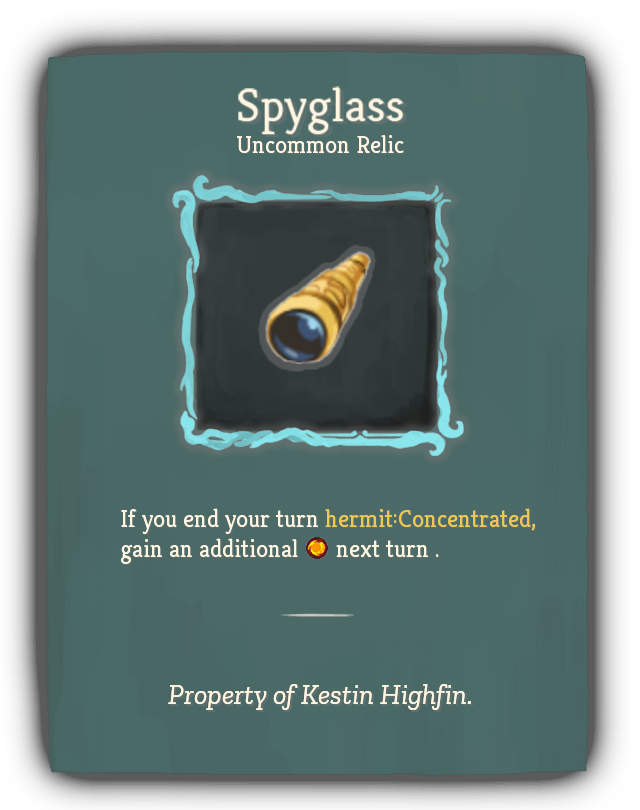 Spyglass
Uncommon Relic
If you end your turn hermit:Concentrated,
gain an additional next turn .
Property of Kestin Highfin.